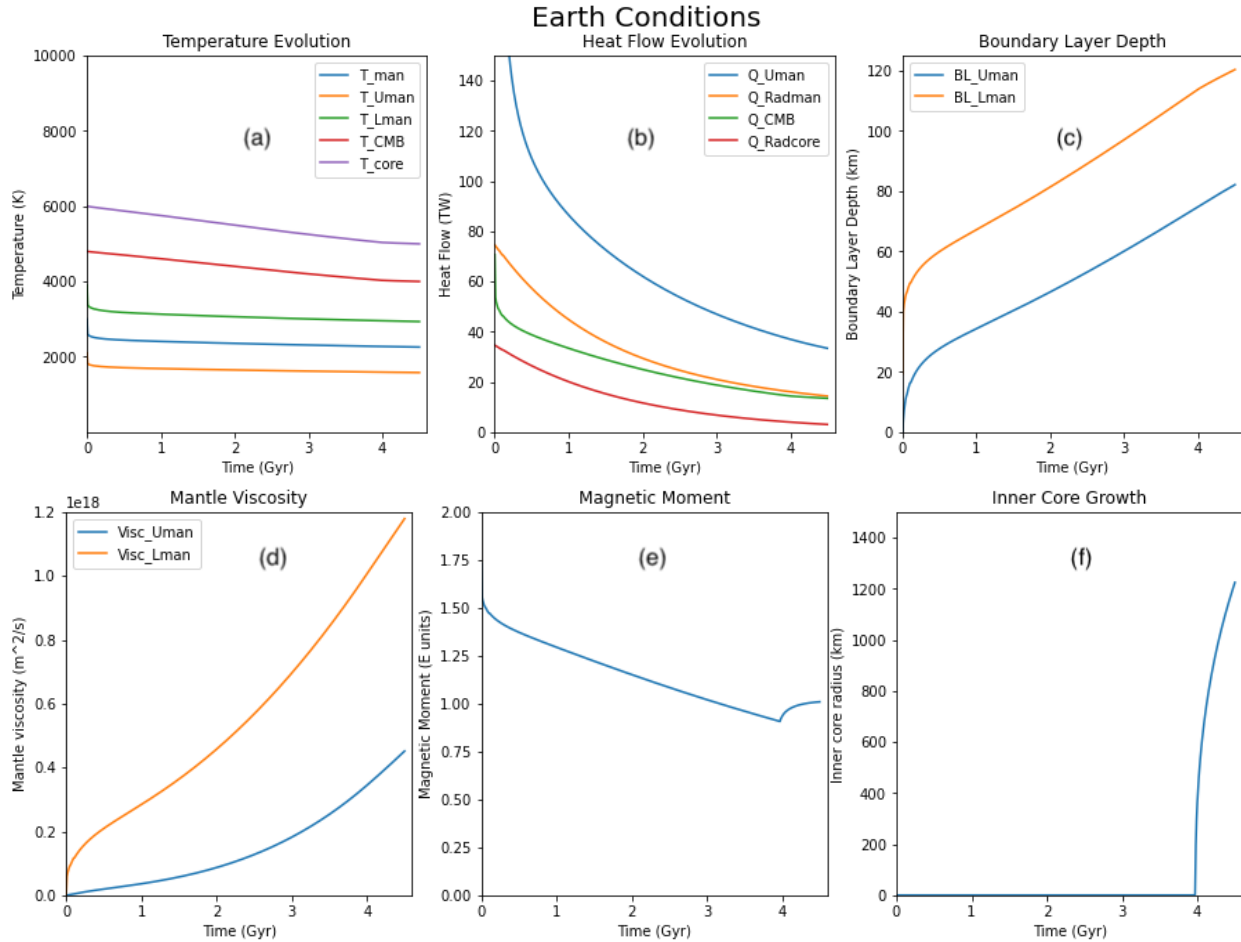 Earth Conditions
Temperature Evolution
Heat Flow Evolution
Boundary Layer Depth
10000
8000
6000
4000
2000
0
1
2
3
4
Temperature (K)
Time (Gyr)
T_man
T_Uman
T_Lman
T_CMB
T_core
(a)
140
120
100
80
60
40
20
0
0
1
2
3
4
Heat Flow (TW)
Time (Gyr)
Q_Uman
Q_Radman
Q_CMB
Q_Radcore
(b)
120
100
80
60
40
20
0
0
1
2
3
4
Boundary Layer Depth (km)
Time (Gyr)
BL_Uman
BL_Lman
(c)
Mantle Viscosity
Magnetic Moment
Inner Core Growth
1e18
1.2
1.0
0.8
0.6
0.4
0.2
0.0
0
1
2
3
4
Mantle viscosity (m^2/s)
Time (Gyr)
Visc_Uman
Visc_Lman
(d)
2.00
1.75
1.50
1.25
1.00
0.75
0.50
0.25
0.00
0
1
2
3
4
Magnetic Moment (E units)
Time (Gyr)
(e)
1400
1200
1000
800
600
400
200
0
0
1
2
3
4
Inner core radius (km)
Time (Gyr)
(f)